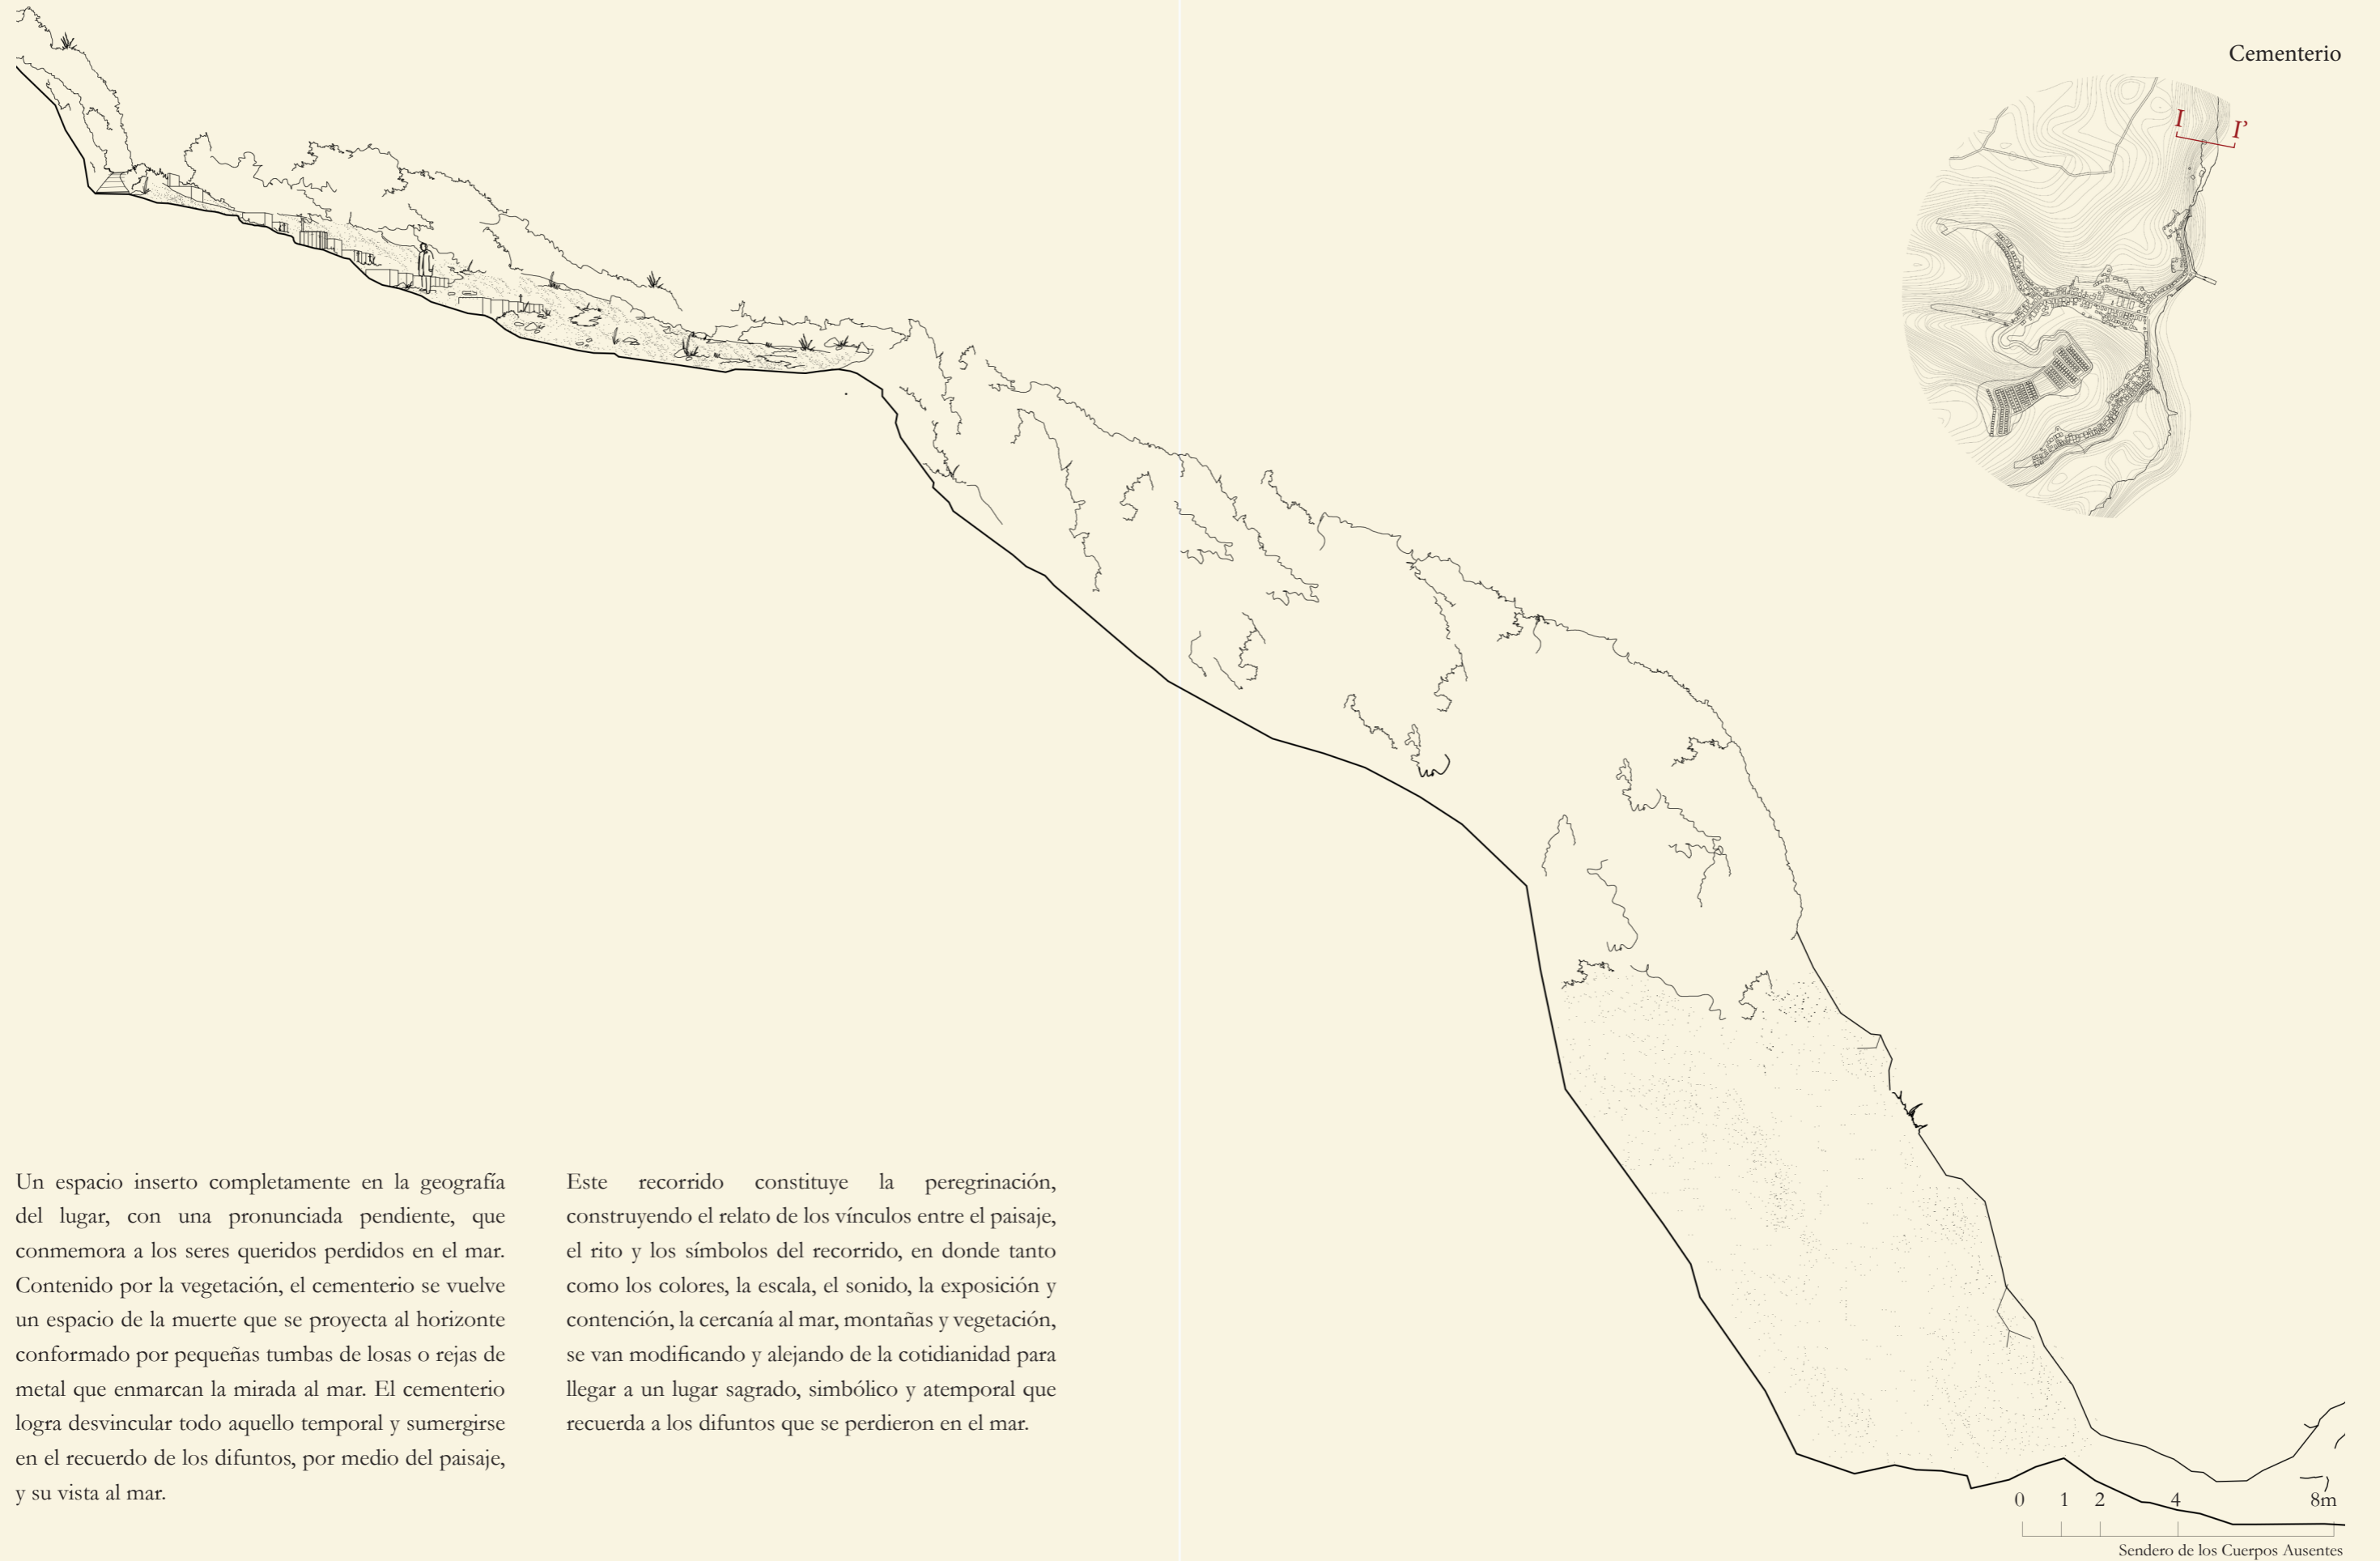 Cementerio
I
I’
Un espacio inserto completamente en la geografía
del lugar, con una pronunciada pendiente, que
conmemora a los seres queridos perdidos en el mar.
Contenido por la vegetación, el cementerio se vuelve
un espacio de la muerte que se proyecta al horizonte
conformado por pequeñas tumbas de losas o rejas de
metal que enmarcan la mirada al mar. El cementerio
logra desvincular todo aquello temporal y sumergirse
en el recuerdo de los difuntos, por medio del paisaje,
y su vista al mar.
Este recorrido constituye la peregrinación,
construyendo el relato de los vínculos entre el paisaje,
el rito y los símbolos del recorrido, en donde tanto
como los colores, la escala, el sonido, la exposición y
contención, la cercanía al mar, montañas y vegetación,
se van modificando y alejando de la cotidianidad para
llegar a un lugar sagrado, simbólico y atemporal que
recuerda a los difuntos que se perdieron en el mar.
0 1 2 4 8m
Sendero de los Cuerpos Ausentes